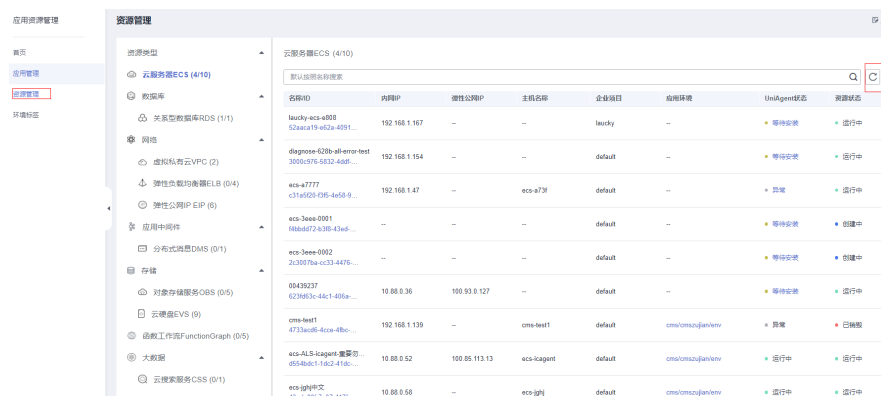 应用资源管理
首页
应用管理
资源管理
环境标签
资源管理
资源类型
云服务器ECS (4/10)
数据库
关系型数据库RDS (1/1)
网络
虚拟私有云VPC (2)
弹性负载均衡器ELB (0/4)
弹性公网IP EIP (6)
应用中间件
分布式消息DMS (0/1)
存储
对象存储服务OBS (0/5)
云硬盘EVS (9)
函数工作流FunctionGraph (0/5)
大数据
云搜索服务CSS (0/1)
云服务器ECS (4/10)
默认按照名称搜索
名称/ID 内网IP 弹性公网IP 主机名称 企业项目 应用环境 UniAgent状态 资源状态
laucky-ecs-e808
52aaca19-e62a-4091... 192.168.1.167 -- -- laucky 等待安装 运行中
diagnose-628b-all-error-test
3000c976-5832-4ddf-... 192.168.1.154 -- -- default 等待安装 运行中
ecs-a7777
c31a5f20-f3f5-4e58-9... 192.168.1.47 -- ecs-a73f default 异常 运行中
ecs-3eee-0001
f4bbdd72-b3f8-43ed-... -- -- -- default 等待安装 创建中
ecs-3eee-0002
2c3007ba-cc33-4476-... -- -- -- default 等待安装 创建中
00439237
623fd63c-44c1-406a-... 10.88.0.36 100.93.0.127 -- default 等待安装 运行中
cms-test1
4733acd6-4cce-4fbc-... 192.168.1.139 -- cms-test1 default cms/cmszujian/env 异常 已销毁
ecs-ALS-icagent-重要勿...
d554bdc1-1dc2-41dc-... 10.88.0.52 100.85.113.13 ecs-icagent default cms/cmszujian/env 运行中 运行中
ecs-jghj中文
10.88.0.58 -- ecs-jghj default cms/cmszujian/env 运行中 运行中